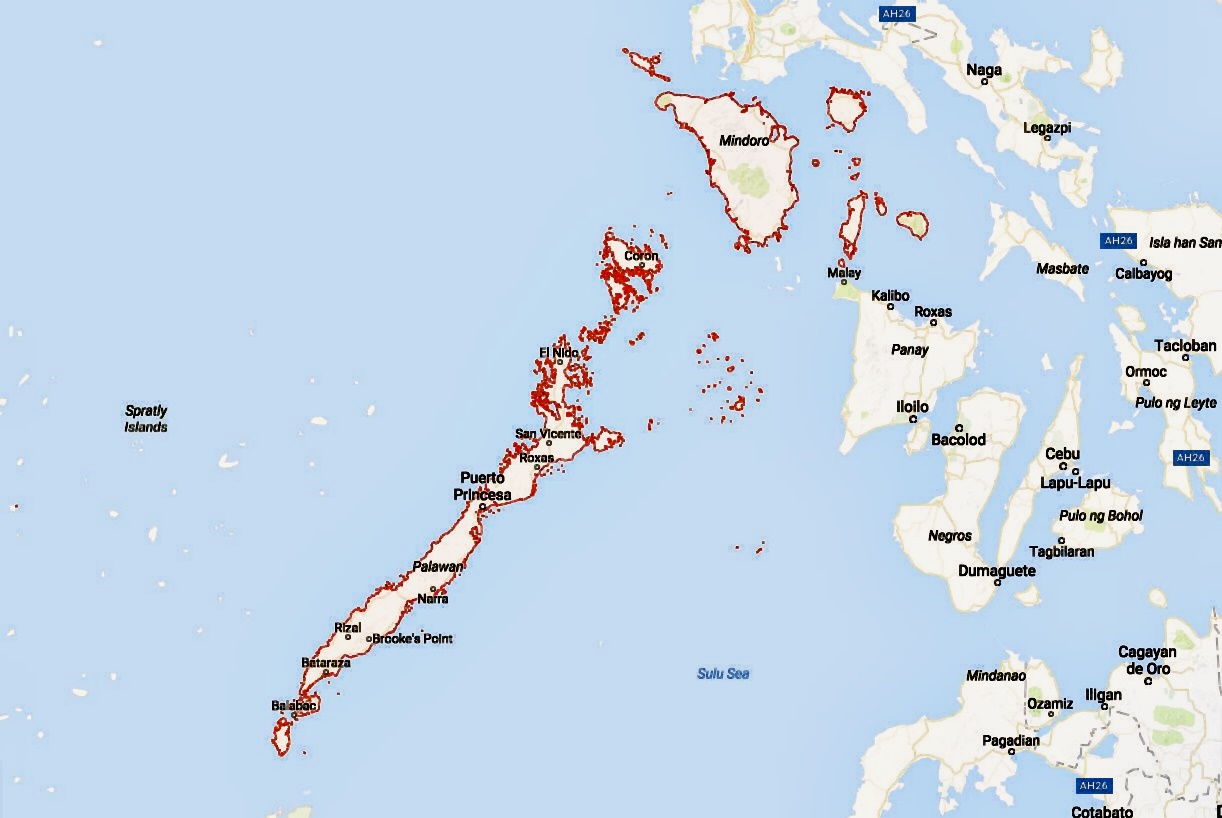 AH26
Naga
Legazpi
Mindoro
AH26
Isla han San
Coron
Masbate
Calbayog
Malay
Kalibo
Roxas
Panay
El Nido
Tacloban
Ormoc
Pulo ng Leyte
Spratly
Islands
Iloilo
Bacolod
San Vicente
Roxas
Cebu
Lapu-Lapu
AH26
Puerto
Princesa
Pulo ng Bohol
Negros
Tagbilaran
Palawan
Dumaguete
Narra
Rizal
Brooke's Point
Bataraza
Cagayan
de Oro
Sulu Sea
Mindanao
Balabac
Ozamiz
Iligan
Pagadian
AH26
Cotabato